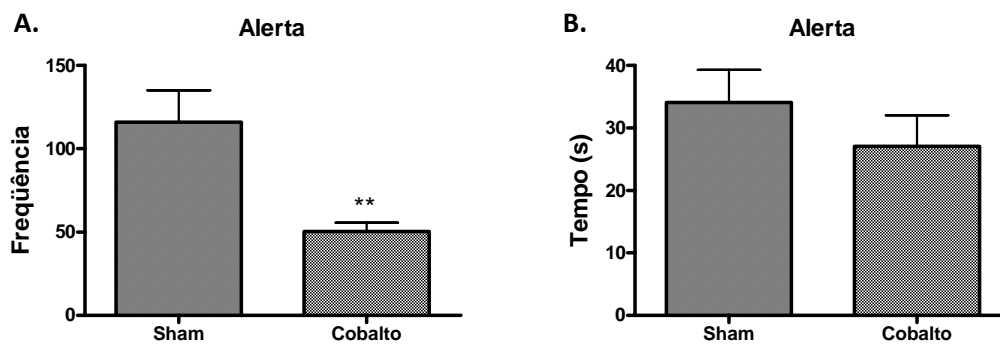 A.
Alerta
Freqüência
150
100
50
0
**
Sham
Cobalto
B.
Alerta
Tempo (s)
40
30
20
10
0
Sham
Cobalto